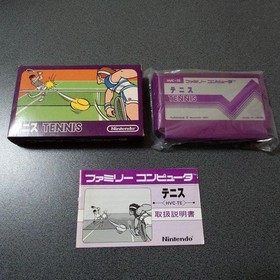 ニス TENNIS
Nintendo
HVC-TE
ファミリー コンピュータ
テニス
TENNIS
ファミリー コンピュータ
テニス
HVC-TE
取扱説明書
Nintendo